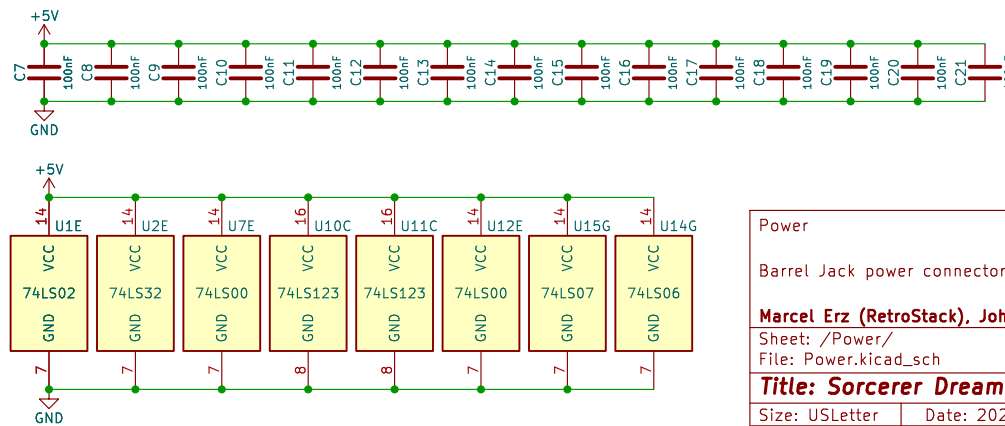 +5V
C7 100nF C8 100nF C9 100nF C10 100nF C11 100nF C12 100nF C13 100nF C14 100nF C15 100nF C16 100nF C17 100nF C18 100nF C19 100nF C20 100nF C21
GND
+5V
14 U1E 14 U2E 14 U7E 16 U10C 16 U11C 14 U12E 14 U15G 14 U14G
VCC VCC VCC VCC VCC VCC VCC VCC
74LS02 74LS32 74LS00 74LS123 74LS123 74LS00 74LS07 74LS06
GND GND GND GND GND GND GND GND
7 7 7 8 8 7 7 7
GND
Power
Barrel Jack power connector
Marcel Erz (RetroStack), Joh
Sheet: /Power/
File: Power.kicad_sch
Title: Sorcerer Dream
Size: USLetter Date: 202